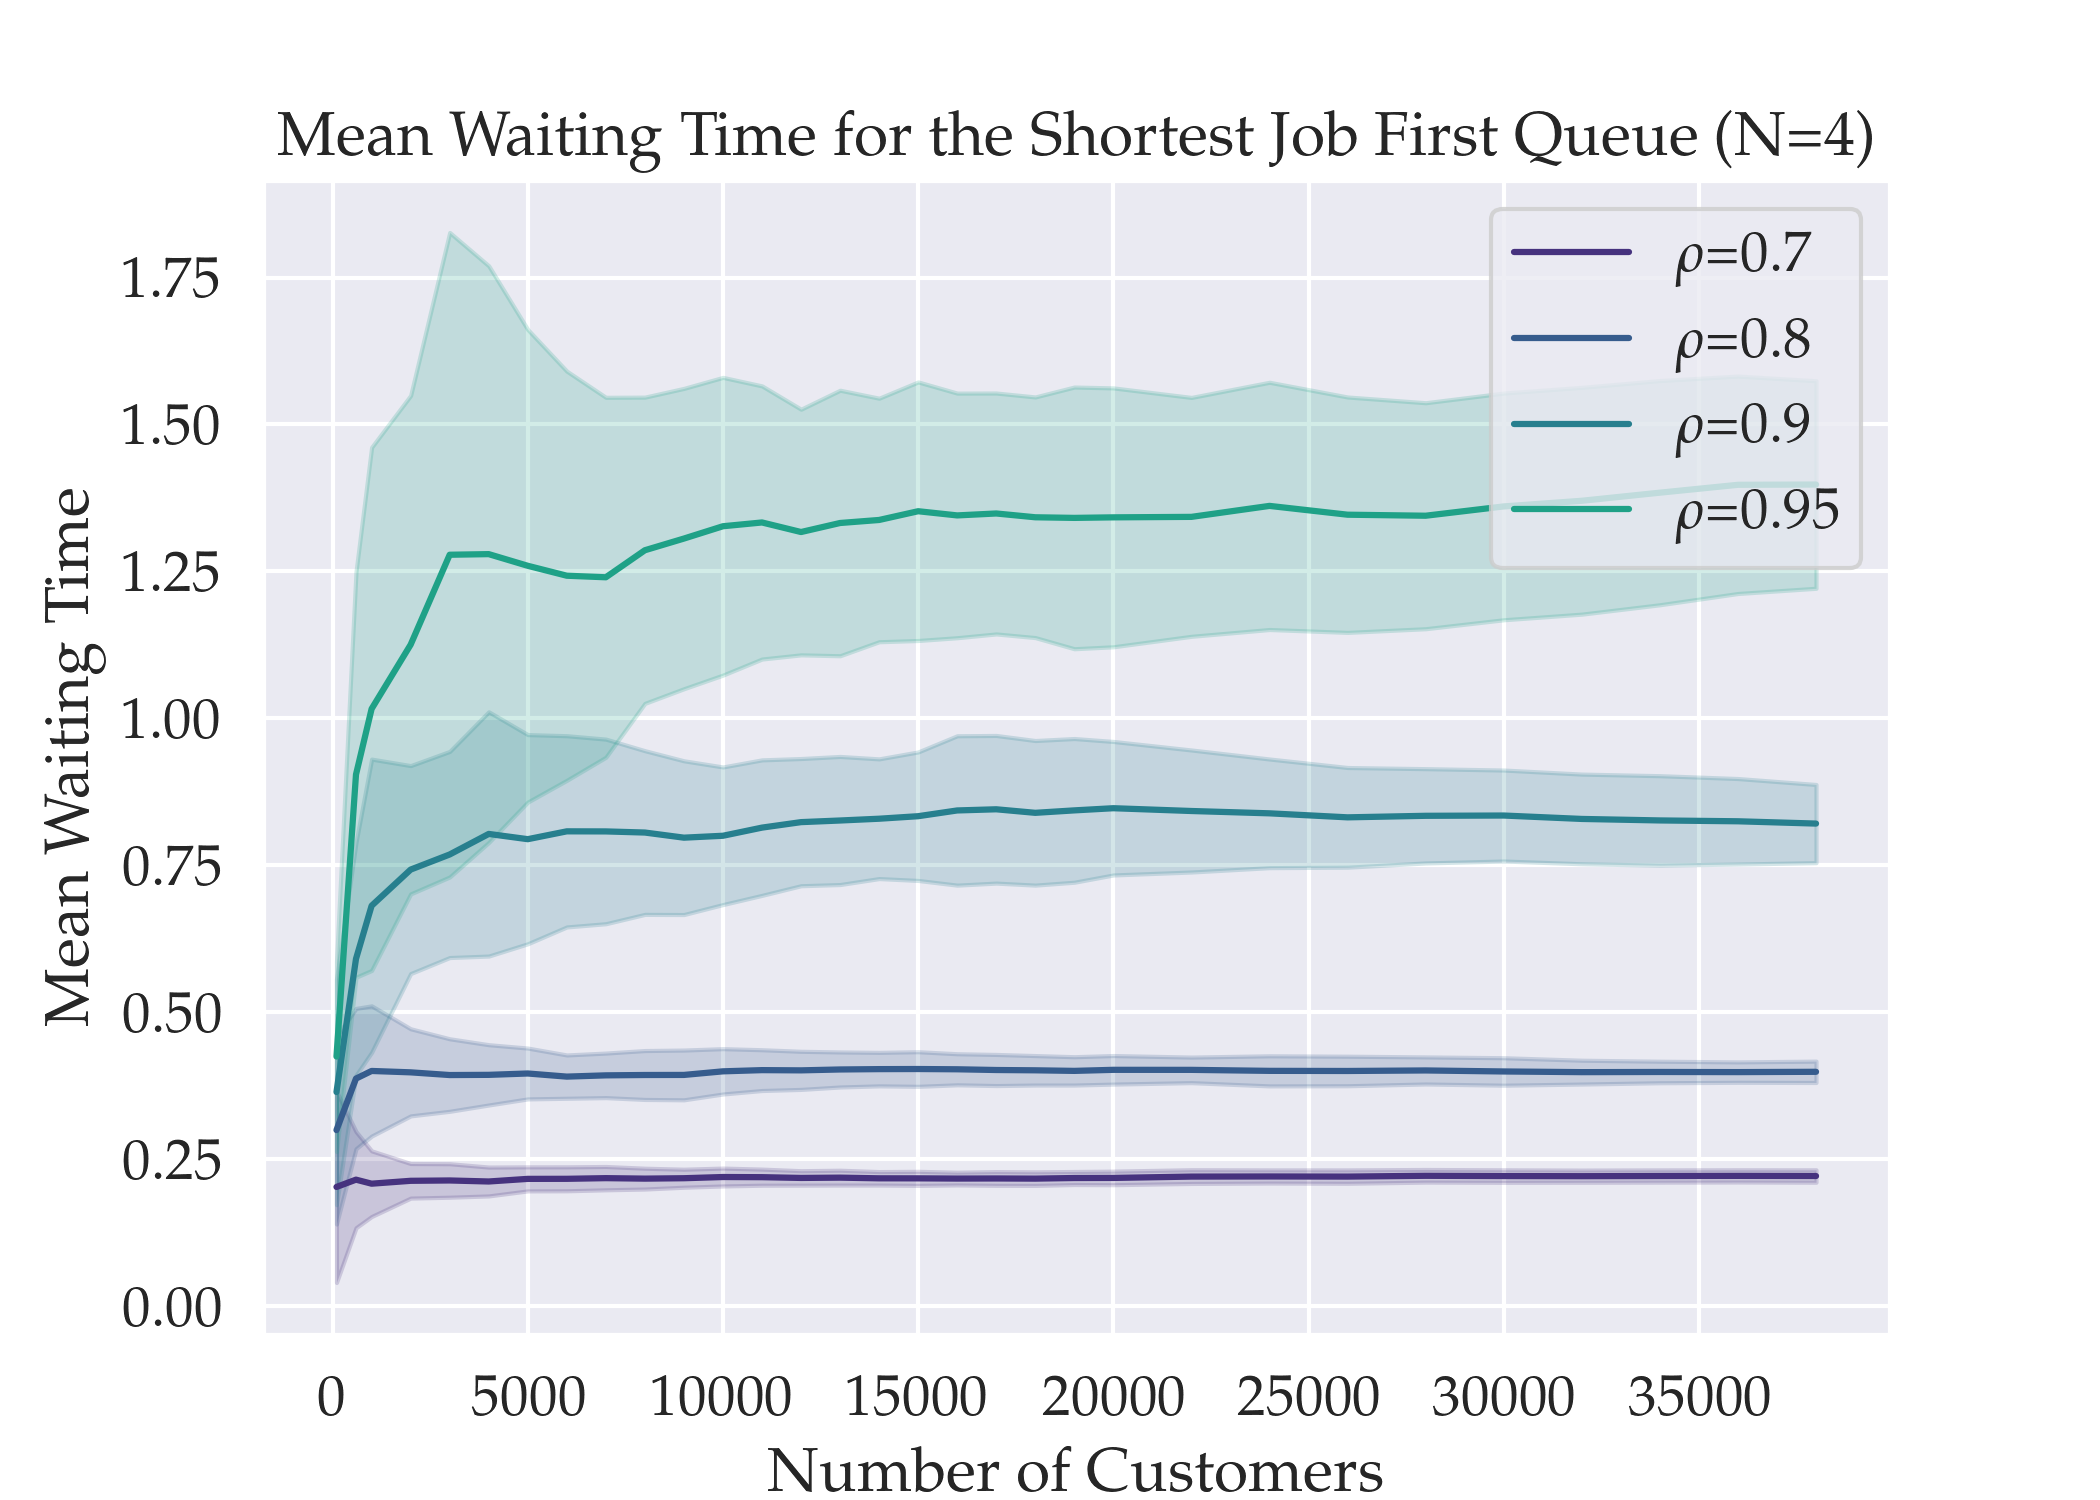 Mean Waiting Time for the Shortest Job First Queue (N=4)
ρ=0.7
ρ=0.8
ρ=0.9
ρ=0.95
Mean Waiting Time
1.75
1.50
1.25
1.00
0.75
0.50
0.25
0.00
0 5000 10000 15000 20000 25000 30000 35000
Number of Customers